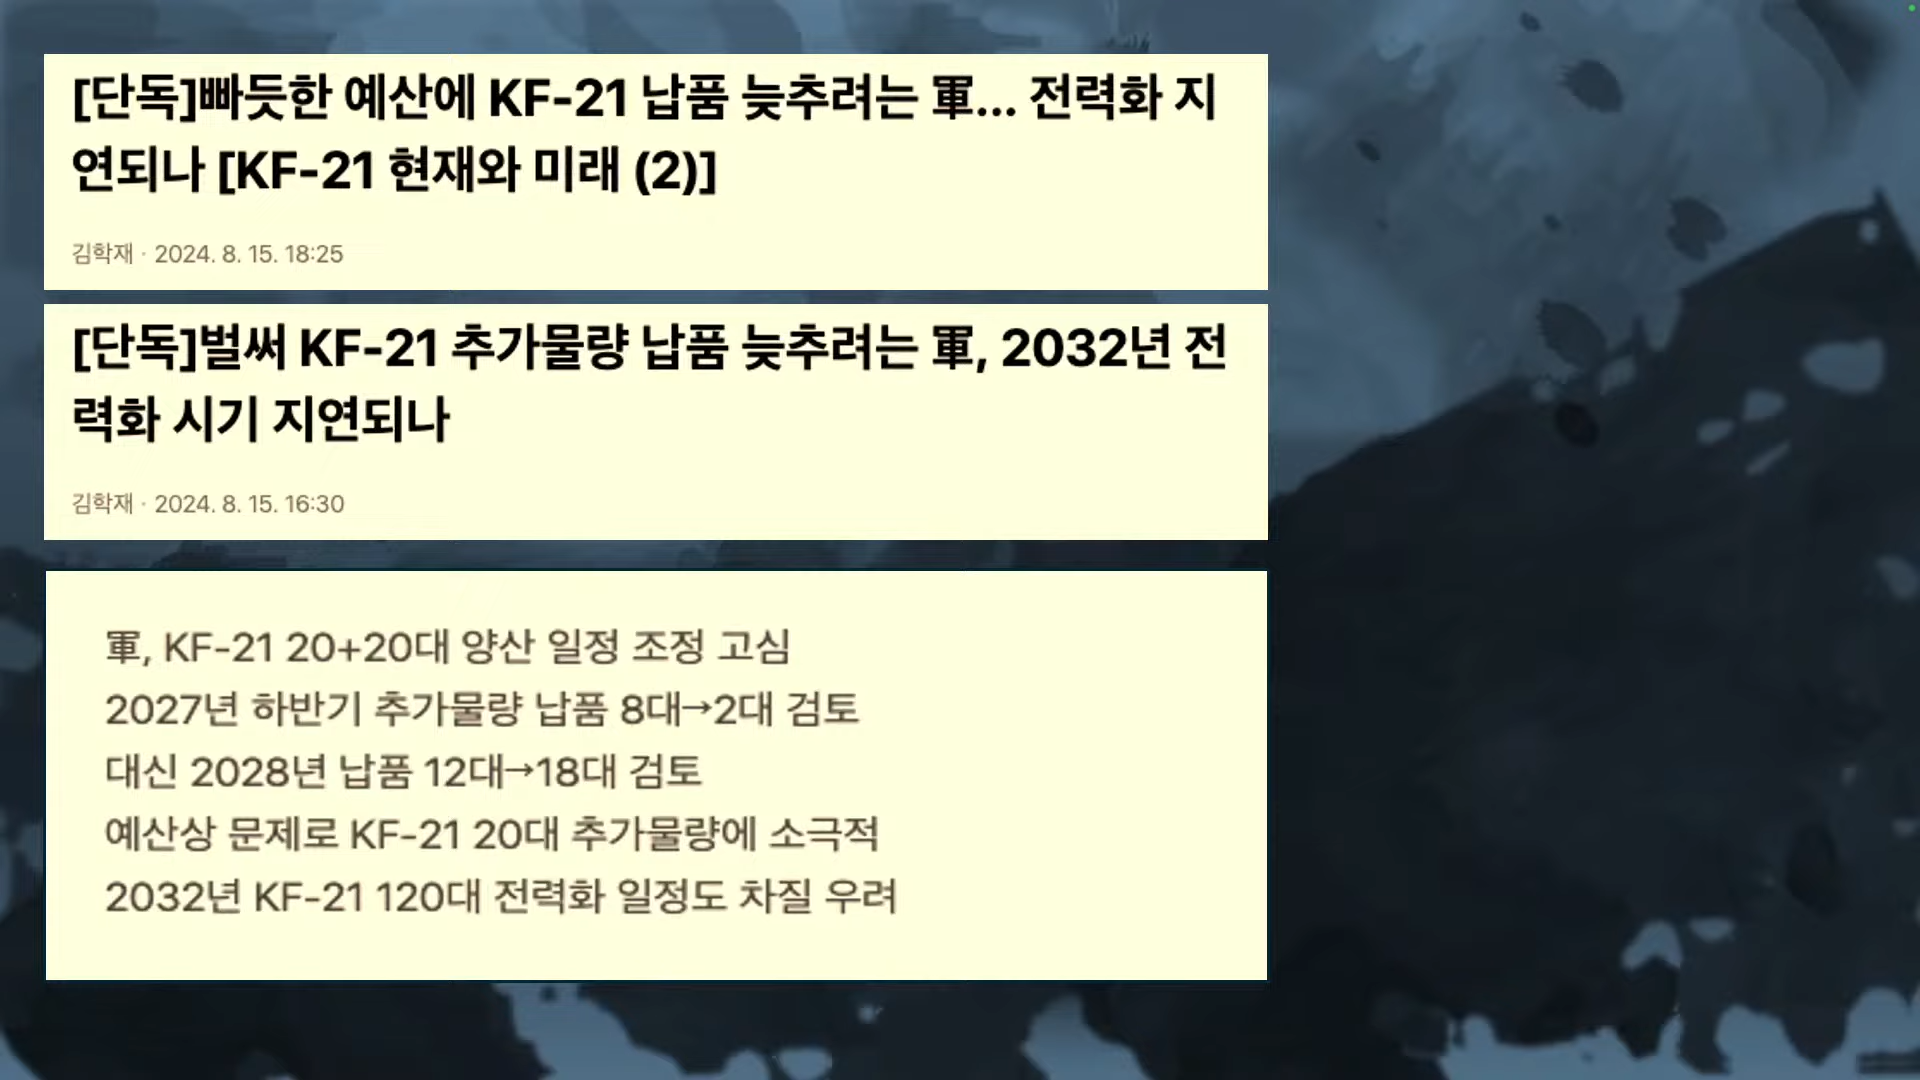 [단독]빠듯한 예산에 KF-21 납품 늦추려는 軍... 전력화 지
연되나 [KF-21 현재와 미래 (2)]
김학재 · 2024. 8. 15. 18:25
[단독]벌써 KF-21 추가물량 납품 늦추려는 軍, 2032년 전
력화 시기 지연되나
김학재 · 2024. 8. 15. 16:30
軍, KF-21 20+20대 양산 일정 조정 고심
2027년 하반기 추가물량 납품 8대→2대 검토
대신 2028년 납품 12대→18대 검토
예산상 문제로 KF-21 20대 추가물량에 소극적
2032년 KF-21 120대 전력화 일정도 차질 우려